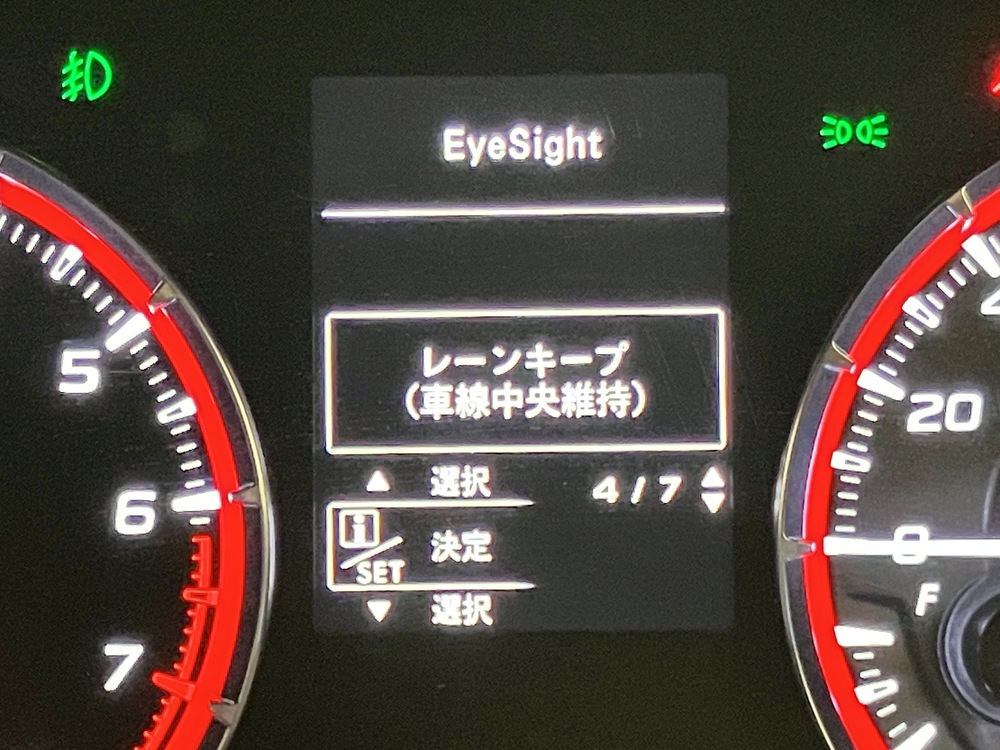 EyeSight
レーンキープ
(車線中央維持)
▲ 選択
4/7
i/SET 決定
▼ 選択
5
6
7
20
0
F